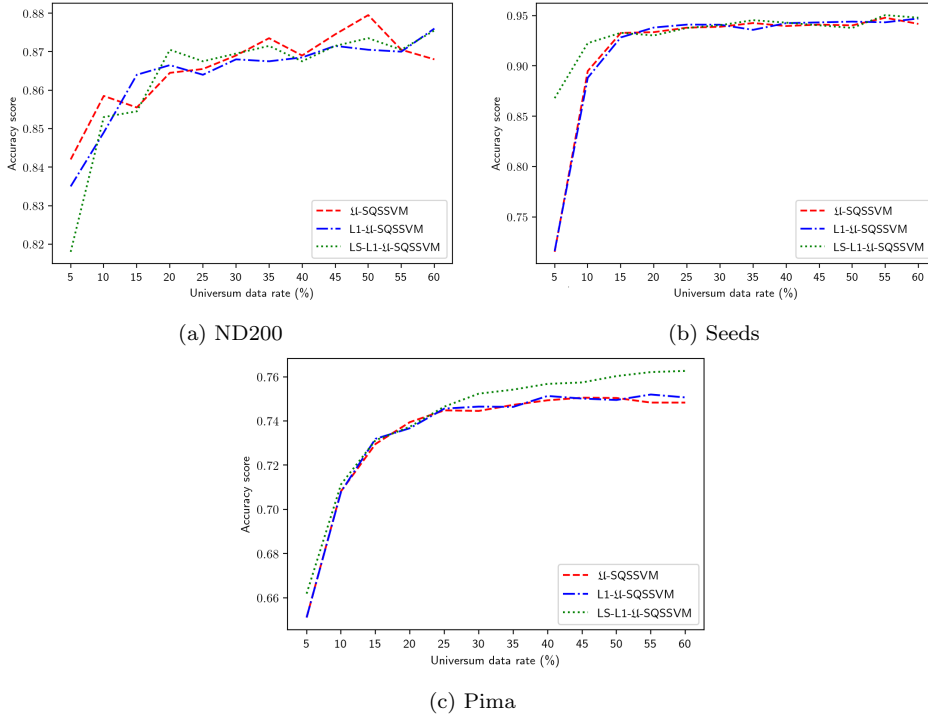 0.88
0.87
0.86
0.85
0.84
0.83
0.82
Accuracy score
𝔘-SQSSVM
L1-𝔘-SQSSVM
LS-L1-𝔘-SQSSVM
5 10 15 20 25 30 35 40 45 50 55 60
Universum data rate (%)
(a) ND200
0.95
0.90
0.85
0.80
0.75
Accuracy score
𝔘-SQSSVM
L1-𝔘-SQSSVM
LS-L1-𝔘-SQSSVM
5 10 15 20 25 30 35 40 45 50 55 60
Universum data rate (%)
(b) Seeds
0.76
0.74
0.72
0.70
0.68
0.66
Accuracy score
𝔘-SQSSVM
L1-𝔘-SQSSVM
LS-L1-𝔘-SQSSVM
5 10 15 20 25 30 35 40 45 50 55 60
Universum data rate (%)
(c) Pima